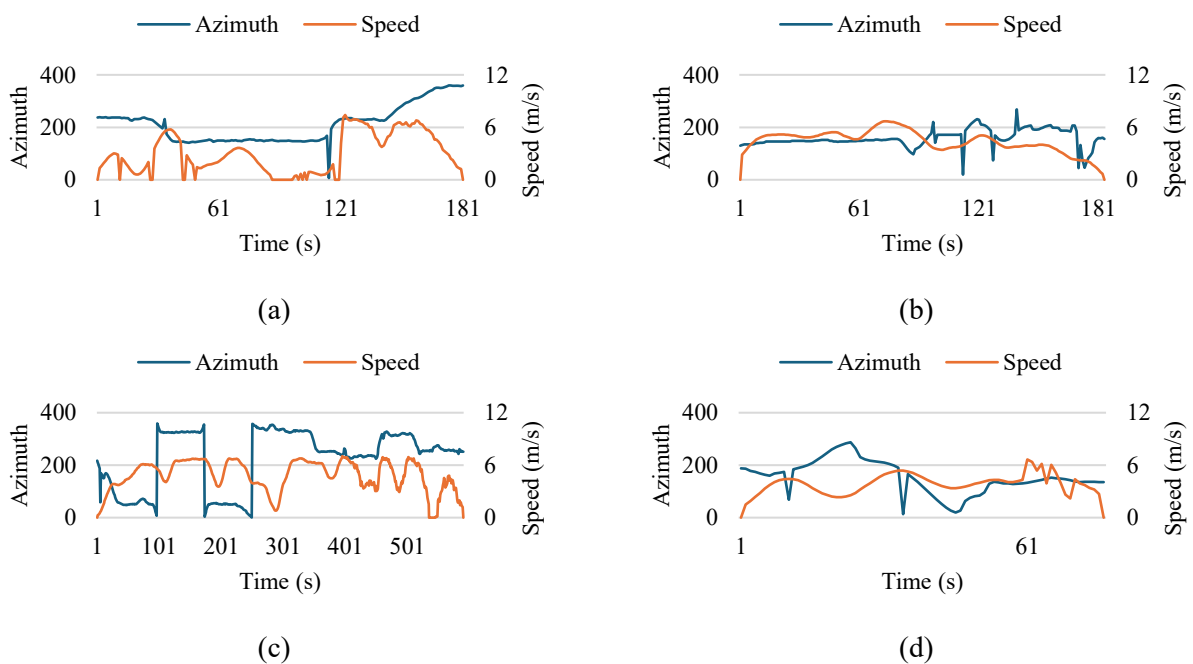 Azimuth Speed
400 12
Azimuth
200 6
Speed (m/s)
0 0
1 61 121 181
Time (s)
(a)
Azimuth Speed
400 12
Azimuth
200 6
Speed (m/s)
0 0
1 61 121 181
Time (s)
(b)
Azimuth Speed
400 12
Azimuth
200 6
Speed (m/s)
0 0
1 101 201 301 401 501
Time (s)
(c)
Azimuth Speed
400 12
Azimuth
200 6
Speed (m/s)
0 0
1 61
Time (s)
(d)